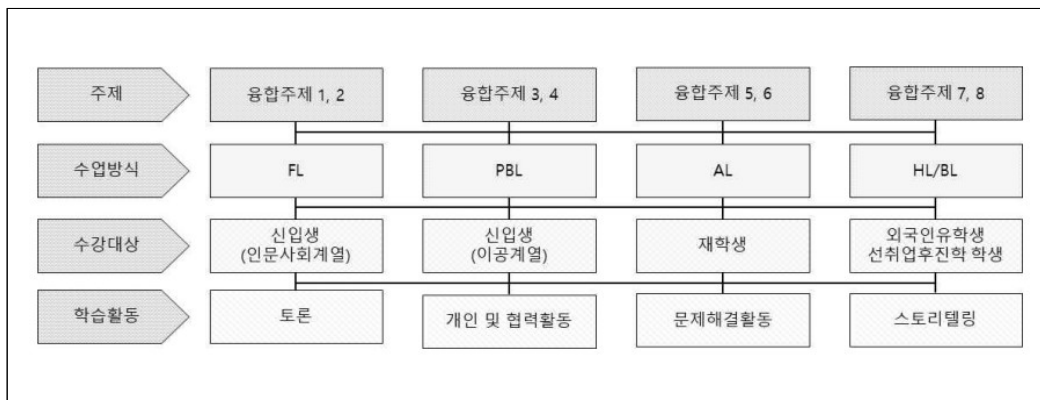 주제
융합주제 1, 2
융합주제 3, 4
융합주제 5, 6
융합주제 7, 8
수업방식
FL
PBL
AL
HL/BL
수강대상
신입생
(인문사회계열)
신입생
(이공계열)
재학생
외국인유학생
선취업후진학 학생
학습활동
토론
개인 및 협력활동
문제해결활동
스토리텔링